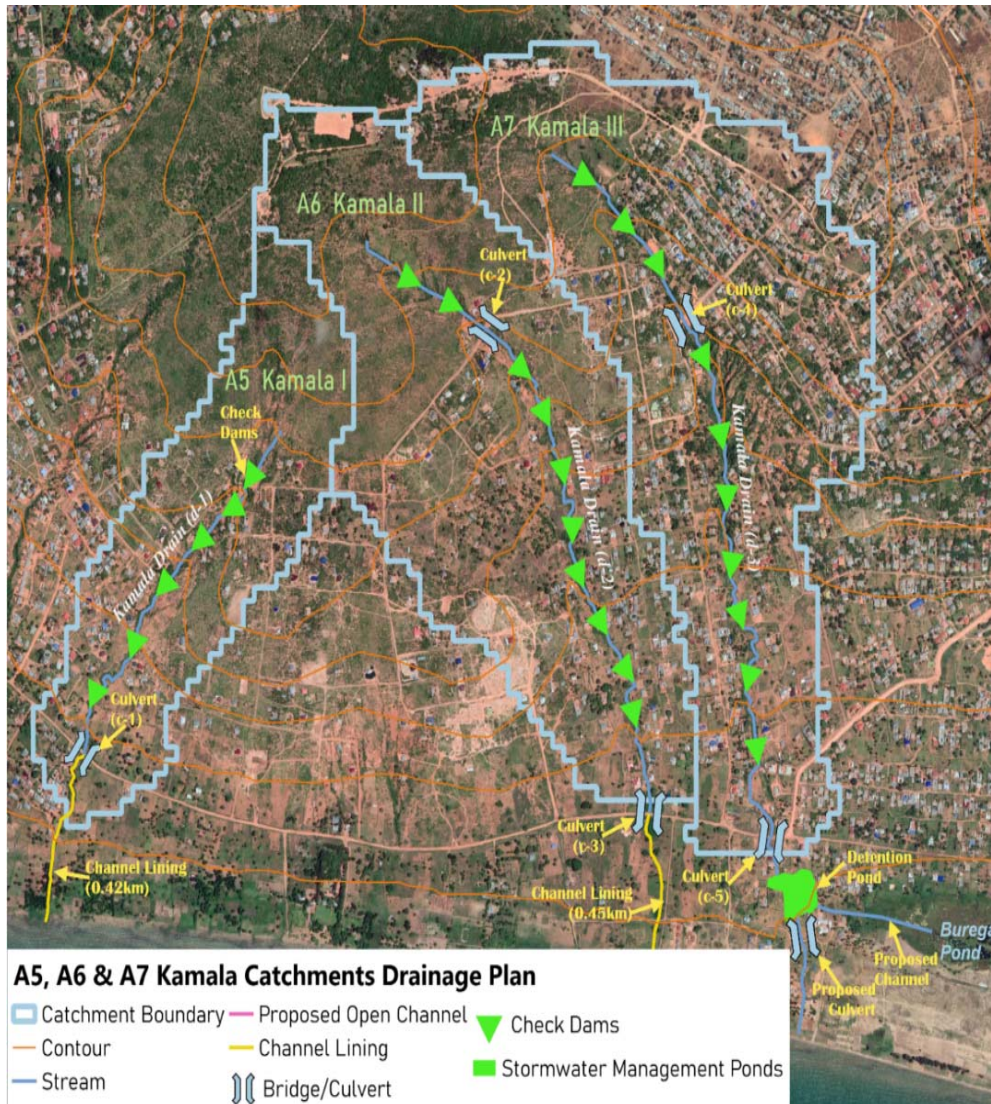 A7 Kamala III
A6 Kamala II
Culvert
(c-2)
Culvert
(c-4)
A5 Kamala I
Check
Dams
Kamala Drain (d-1)
Kamala Drain (d-2)
Kamala Drain (d-3)
Culvert
(c-1)
Culvert
(c-3)
Channel Lining
(0.42km)
Channel Lining
(0.45km)
Culvert
(c-5)
Detention
Pond
Burega
Pond
Proposed
Channel
Proposed
Culvert
A5, A6 & A7 Kamala Catchments Drainage Plan
Catchment Boundary
Contour
Stream
Proposed Open Channel
Channel Lining
Bridge/Culvert
Check Dams
Stormwater Management Ponds